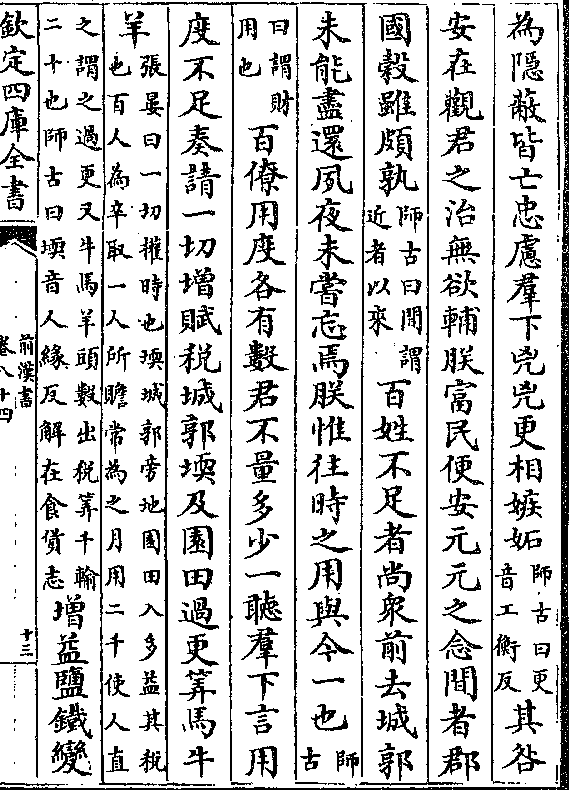 為隠蔽皆亡忠慮羣下兇兇更相嫉妬師古曰更音工衡反其咎
安在觀君之治無欲輔朕富民便安元元之念間者郡
國穀雖頗孰師古曰間謂近者以來百姓不足者尚衆前去城郭
未能盡還夙夜未嘗忘焉朕惟往時之用與今一也師古
曰謂財用也百僚用度各有數君不量多少一聽羣下言用
度不足奏請一切增賦税城郭堧及園田過更筭馬牛
羊張晏曰一切權時也堧城郭旁地園田入多益其税也百人為卒取一人所贍常為之月用二千使人直
之謂之過更又牛馬羊頭數出税筭千輸二十也師古曰堧音人緣反解在食貨志增益鹽鐵變
欽定四庫全書
前漢書
卷八十四
十三